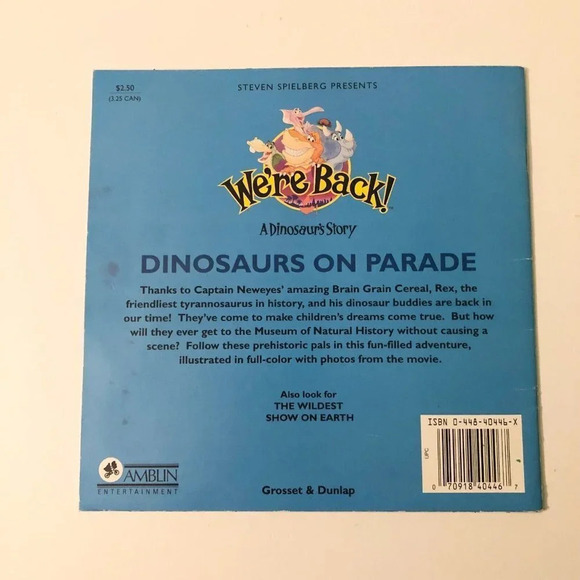 $2.50
(3.25 CAN)
STEVEN SPIELBERG PRESENTS
We're Back!
TM
A Dinosaur's Story
DINOSAURS ON PARADE
Thanks to Captain Neweyes' amazing Brain Grain Cereal, Rex, the
friendliest tyrannosaurus in history, and his dinosaur buddies are back in
our time! They've come to make children's dreams come true. But how
will they ever get to the Museum of Natural History without causing a
scene? Follow these prehistoric pals in this fun-filled adventure,
illustrated in full-color with photos from the movie.
Also look for
THE WILDEST
SHOW ON EARTH
ISBN 0-448-40446-X
UPC
0 70918 40446 7
AMBLIN
ENTERTAINMENT
Grosset & Dunlap